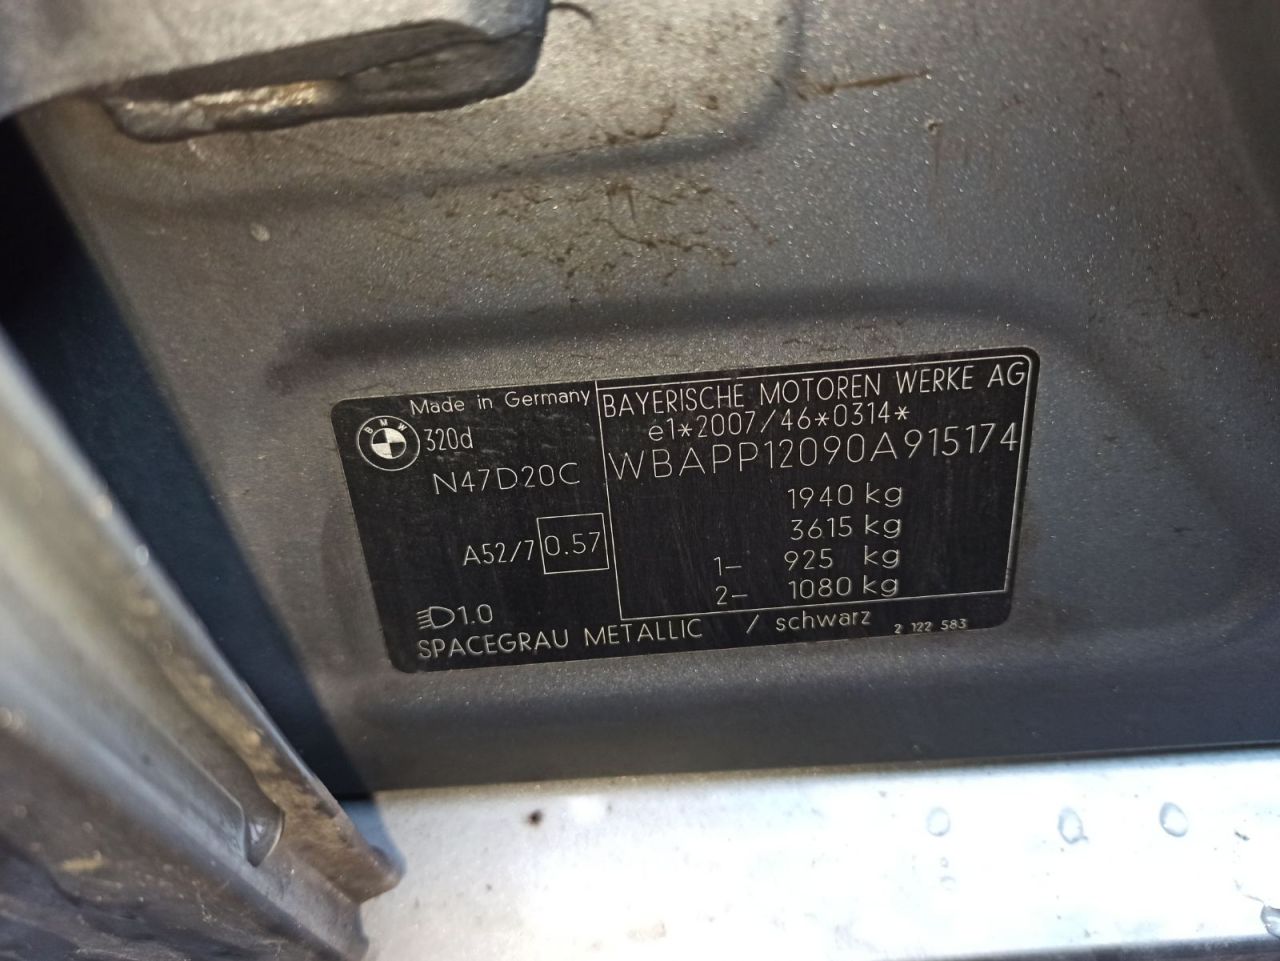 Made in Germany
BMW
320d
N47D20C
A52/7 0.57
1.0
BAYERISCHE MOTOREN WERKE AG
e1*2007/46*0314*
WBAPP12090A915174
1940 kg
3615 kg
1– 925 kg
2– 1080 kg
SPACEGRAU METALLIC / schwarz
2 122 583